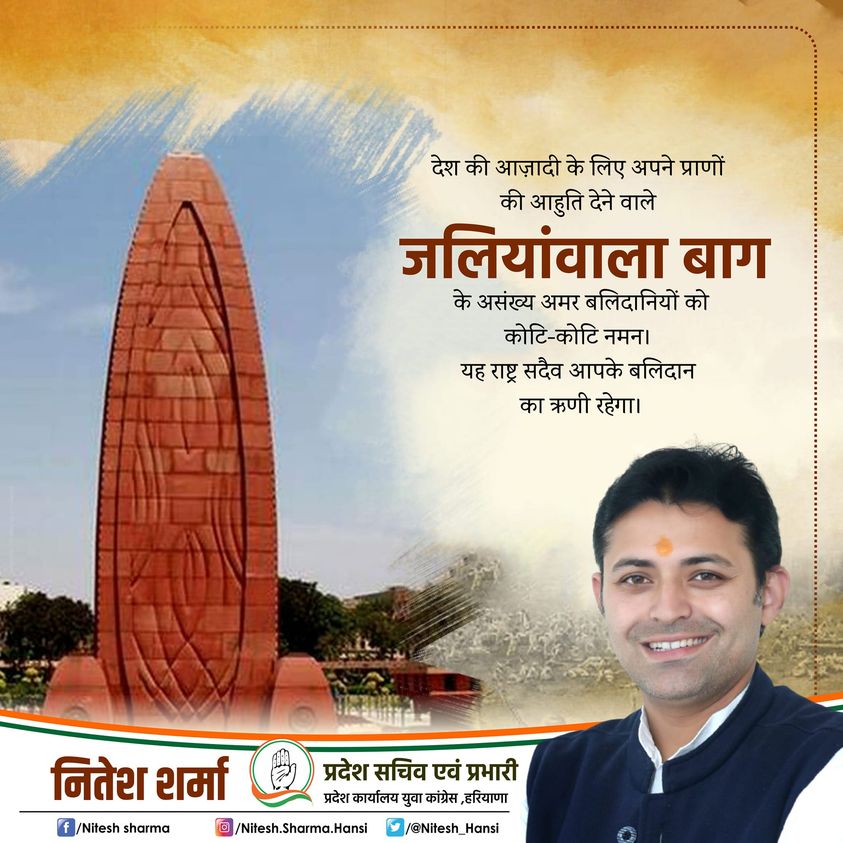 देश की आज़ादी के लिए अपने प्राणों
की आहुति देने वाले
जलियांवाला बाग
के असंख्य अमर बलिदानियों को
कोटि-कोटि नमन।
यह राष्ट्र सदैव आपके बलिदान
का ऋणी रहेगा।
नितेश शर्मा
प्रदेश सचिव एवं प्रभारी
प्रदेश कार्यालय युवा कांग्रेस ,हरियाणा
/Nitesh sharma /Nitesh.Sharma.Hansi /@Nitesh_Hansi